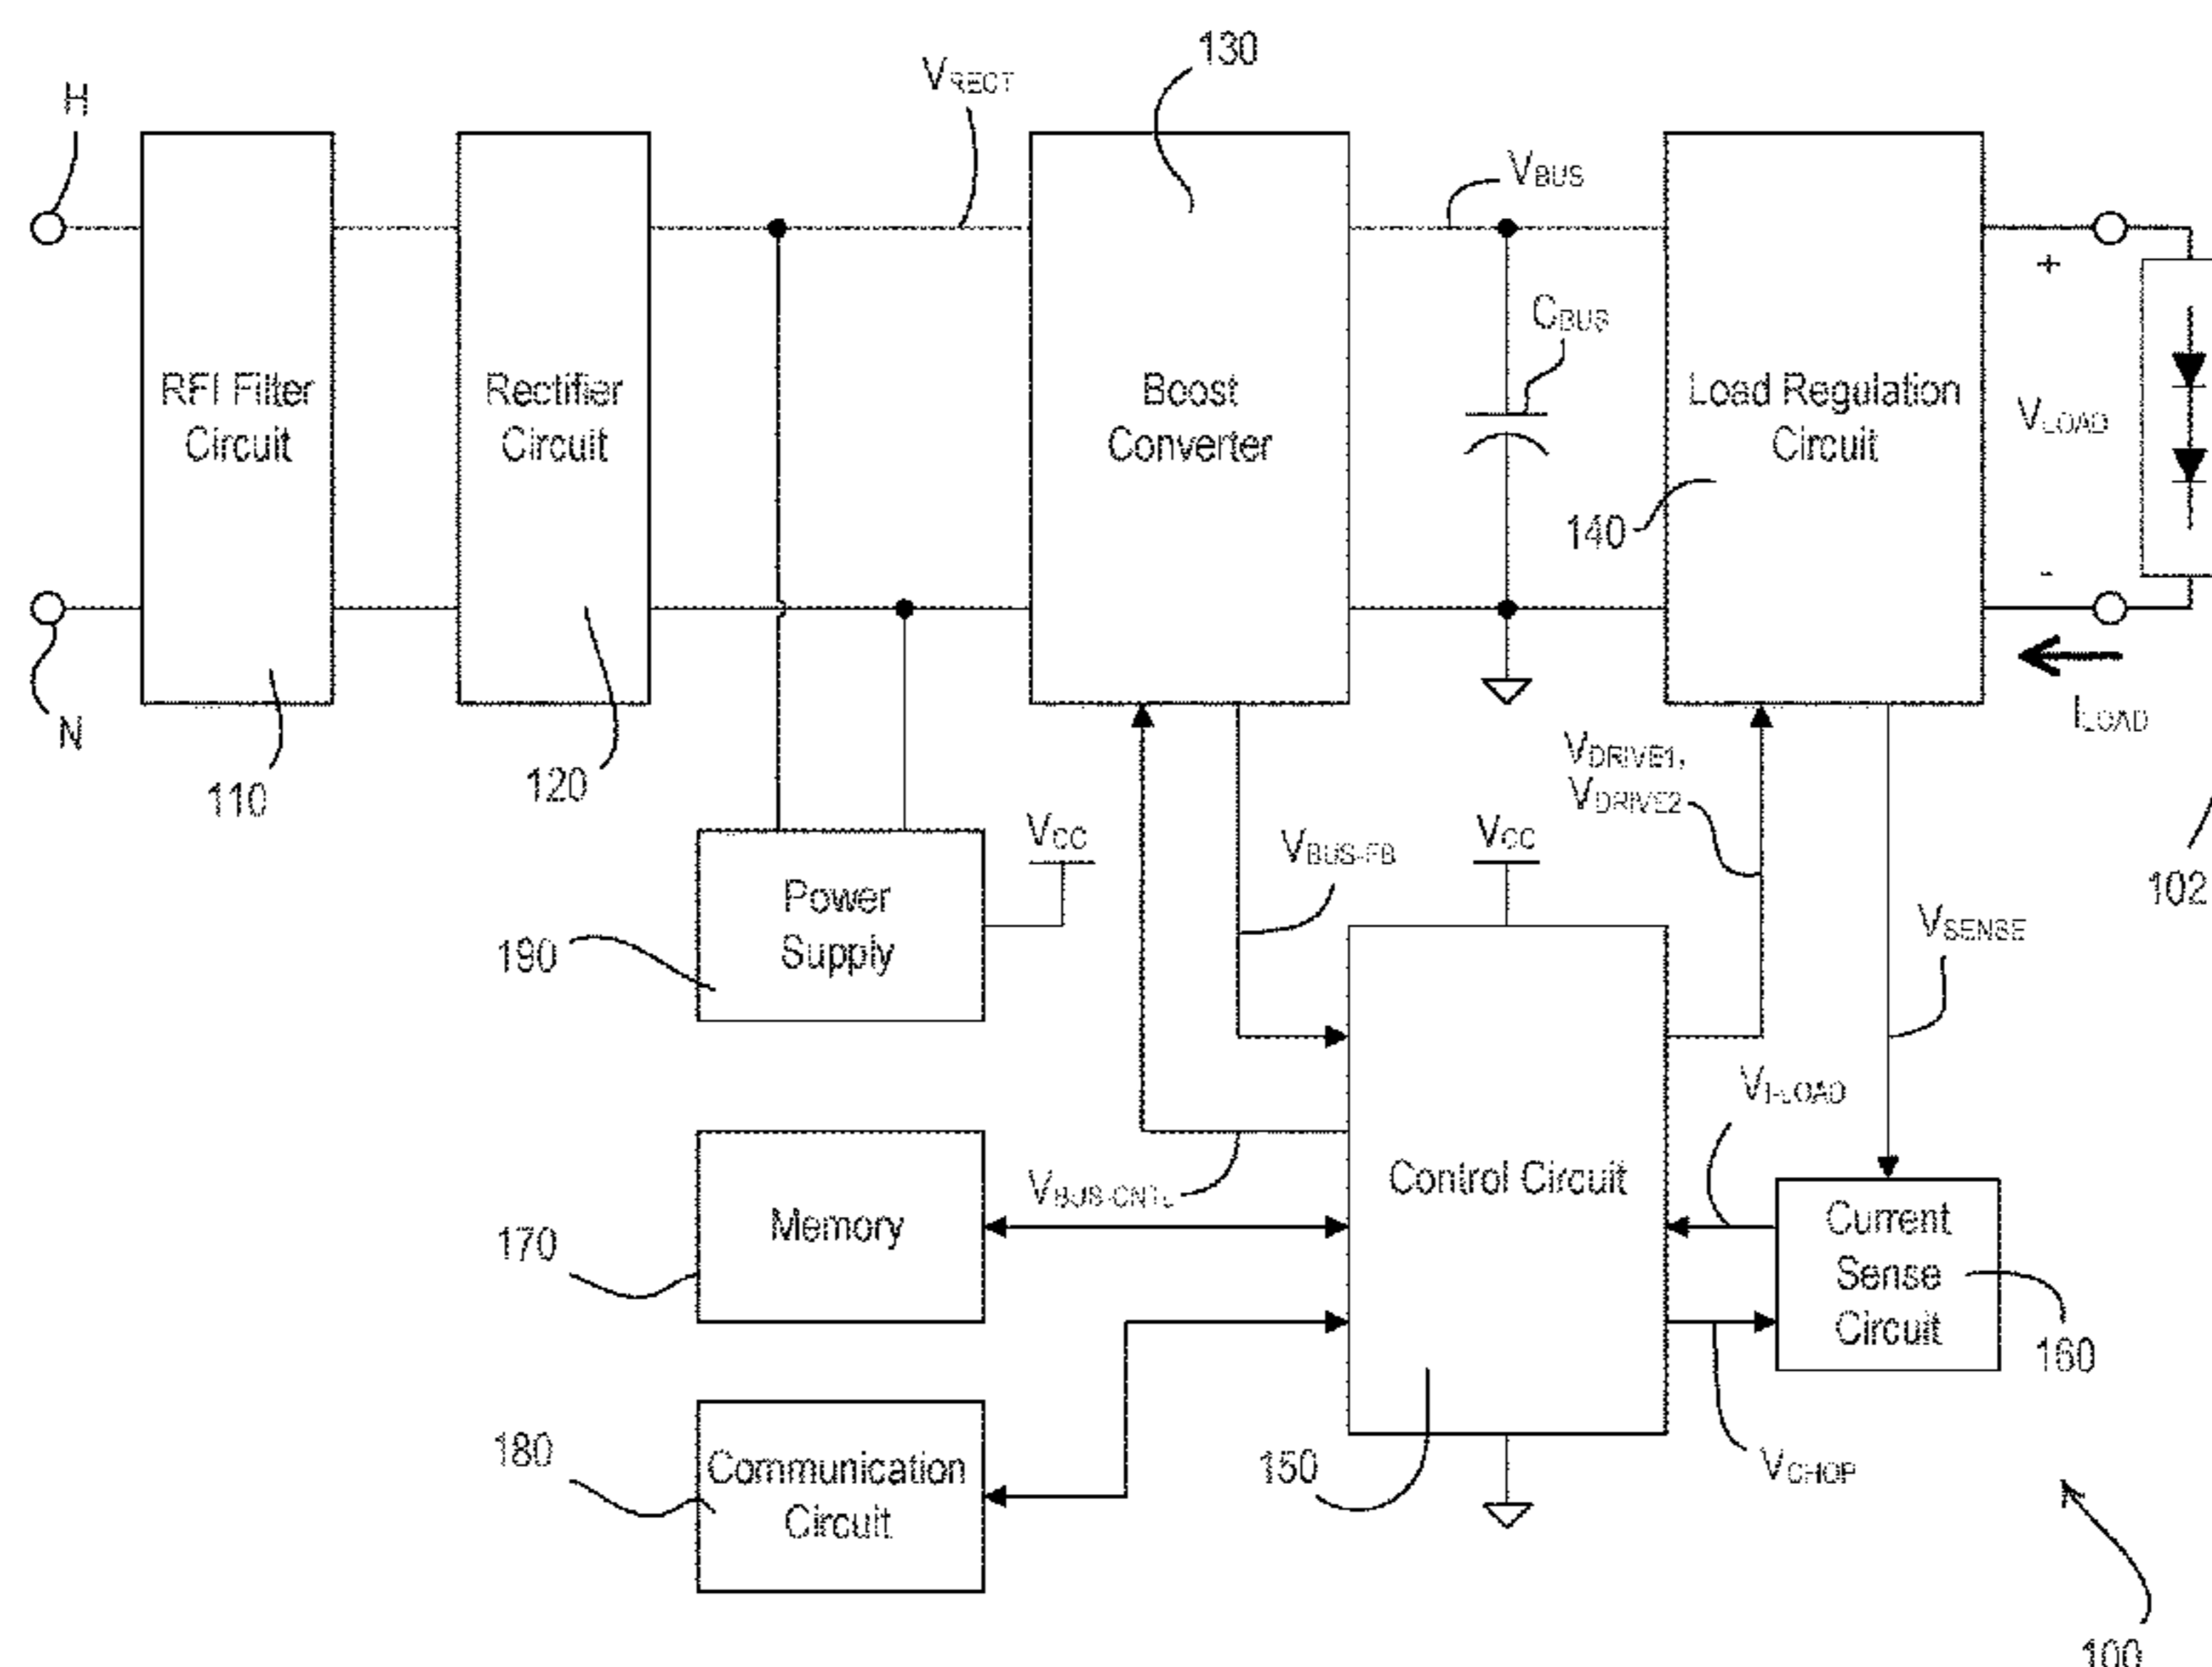 H
VRECT
130
VBUS
CBUS
RFI Filter
Circuit
Rectifier
Circuit
Boost
Converter
Load Regulation
Circuit
VLOAD
+
-
140
N
110
120
ILOAD
VDRIVE1,
VDRIVE2
VCC
VBUS-FB
VCC
102
Power
Supply
190
VSENSE
VI-LOAD
Control Circuit
VBUS-CNTL
Memory
170
Current
Sense
Circuit
160
180
Communication
Circuit
150
VCHOP
100